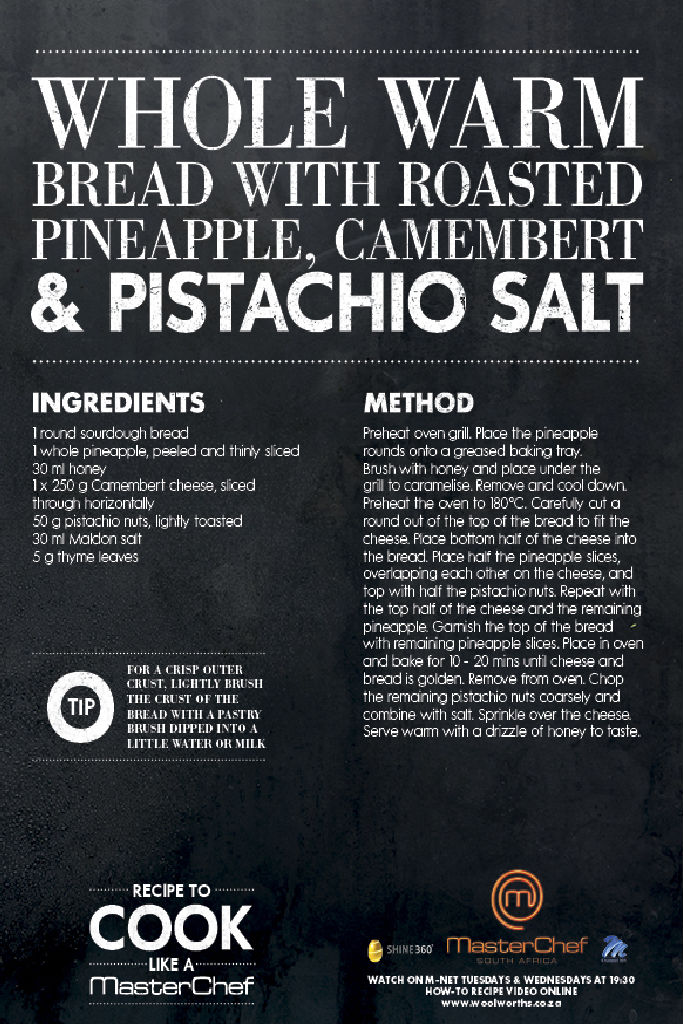 WHOLE WARM
BREAD WITH ROASTED
PINEAPPLE, CAMEMBERT
& PISTACHIO SALT
INGREDIENTS
1 round sourdough bread
1 whole pineapple, peeled and thinly sliced
30 ml honey
1 x 250 g Camembert cheese, sliced
through horizontally
50 g pistachio nuts, lightly toasted
30 ml Maldon salt
5 g thyme leaves
TIP
FOR A CRISP OUTER
CRUST, LIGHTLY BRUSH
THE CRUST OF THE
BREAD WITH A PASTRY
BRUSH DIPPED INTO A
LITTLE WATER OR MILK
METHOD
Preheat oven grill. Place the pineapple
rounds onto a greased baking tray.
Brush with honey and place under the
grill to caramelise. Remove and cool down.
Preheat the oven to 180°C. Carefully cut a
round out of the top of the bread to fit the
cheese. Place bottom half of the cheese into
the bread. Place half the pineapple slices,
overlapping each other on the cheese, and
top with half the pistachio nuts. Repeat with
the top half of the cheese and the remaining
pineapple. Garnish the top of the bread
with remaining pineapple slices. Place in oven
and bake for 10 - 20 mins until cheese and
bread is golden. Remove from oven. Chop
the remaining pistachio nuts coarsely and
combine with salt. Sprinkle over the cheese.
Serve warm with a drizzle of honey to taste.
RECIPE TO
COOK
LIKE A
MasterChef
SHINE360°
MasterChef
SOUTH AFRICA
WATCH ON M-NET TUESDAYS & WEDNESDAYS AT 19:30
HOW-TO RECIPE VIDEO ONLINE
www.woolworths.co.za